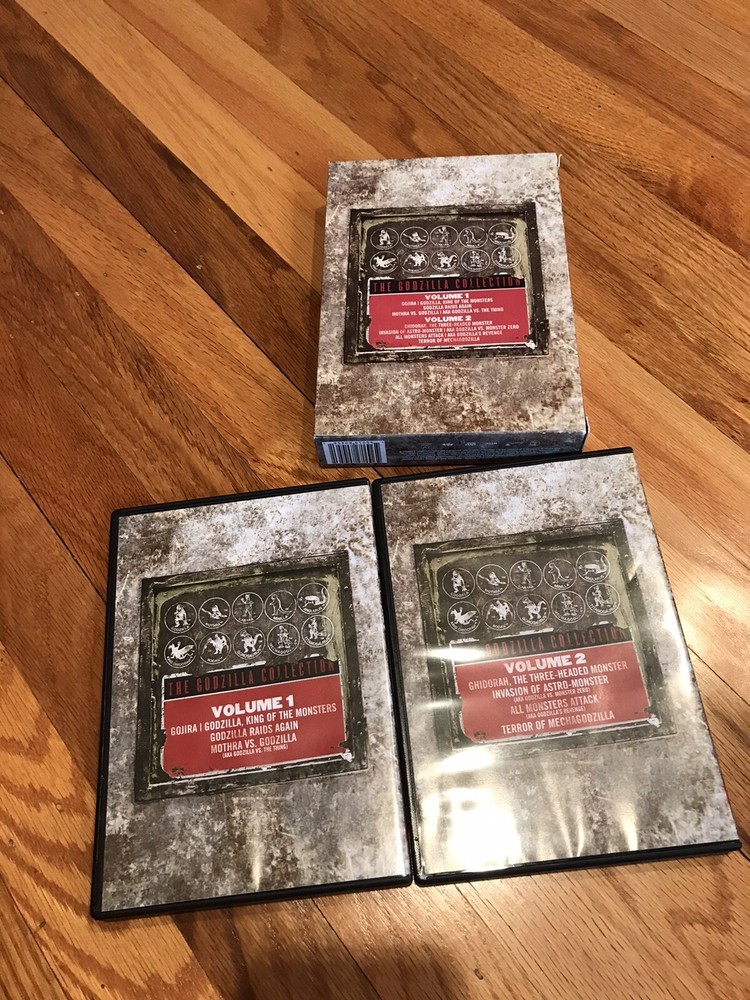 THE GODZILLA COLLECTION
VOLUME 1
GOJIRA | GODZILLA, KING OF THE MONSTERS
GODZILLA RAIDS AGAIN
MOTHRA VS. GODZILLA | AKA GODZILLA VS. THE THING
VOLUME 2
GHIDORAH, THE THREE-HEADED MONSTER
INVASION OF ASTRO-MONSTER | AKA GODZILLA VS. MONSTER ZERO
ALL MONSTERS ATTACK | AKA GODZILLA'S REVENGE
TERROR OF MECHAGODZILLA
THE GODZILLA COLLECTION
VOLUME 1
GOJIRA | GODZILLA, KING OF THE MONSTERS
GODZILLA RAIDS AGAIN
MOTHRA VS. GODZILLA
(AKA GODZILLA VS. THE THING)
GODZILLA COLLECTION
VOLUME 2
GHIDORAH, THE THREE-HEADED MONSTER
INVASION OF ASTRO-MONSTER
(AKA GODZILLA VS. MONSTER ZERO)
ALL MONSTERS ATTACK
(AKA GODZILLA'S REVENGE)
TERROR OF MECHAGODZILLA